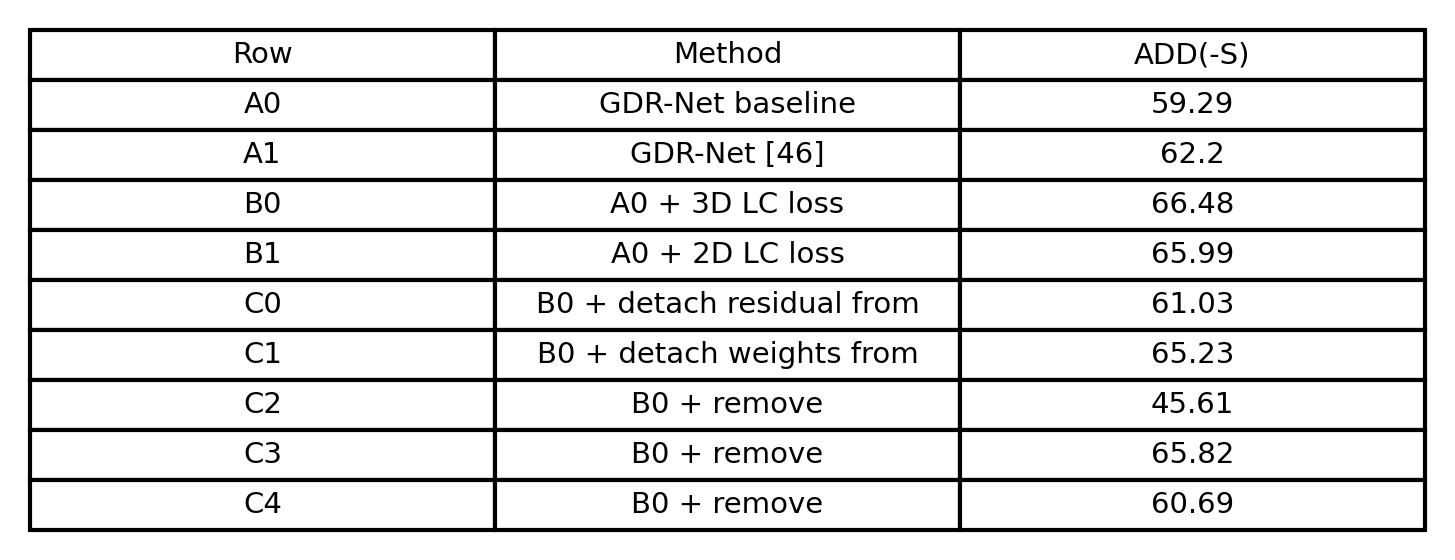 Row Method ADD(-S)
A0 GDR-Net baseline 59.29
A1 GDR-Net [46] 62.2
B0 A0 + 3D LC loss 66.48
B1 A0 + 2D LC loss 65.99
C0 B0 + detach residual from 61.03
C1 B0 + detach weights from 65.23
C2 B0 + remove 45.61
C3 B0 + remove 65.82
C4 B0 + remove 60.69